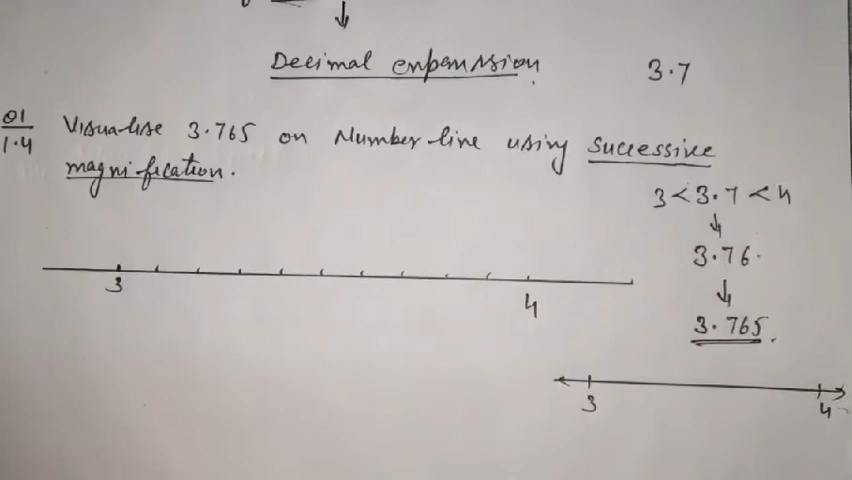 Decimal expansion.
3.7
Q1
1.4
Visualise 3.765 on Number line using successive
magnification.
3 < 3.7 < 4
3.76.
3.765.
3
4
3
4